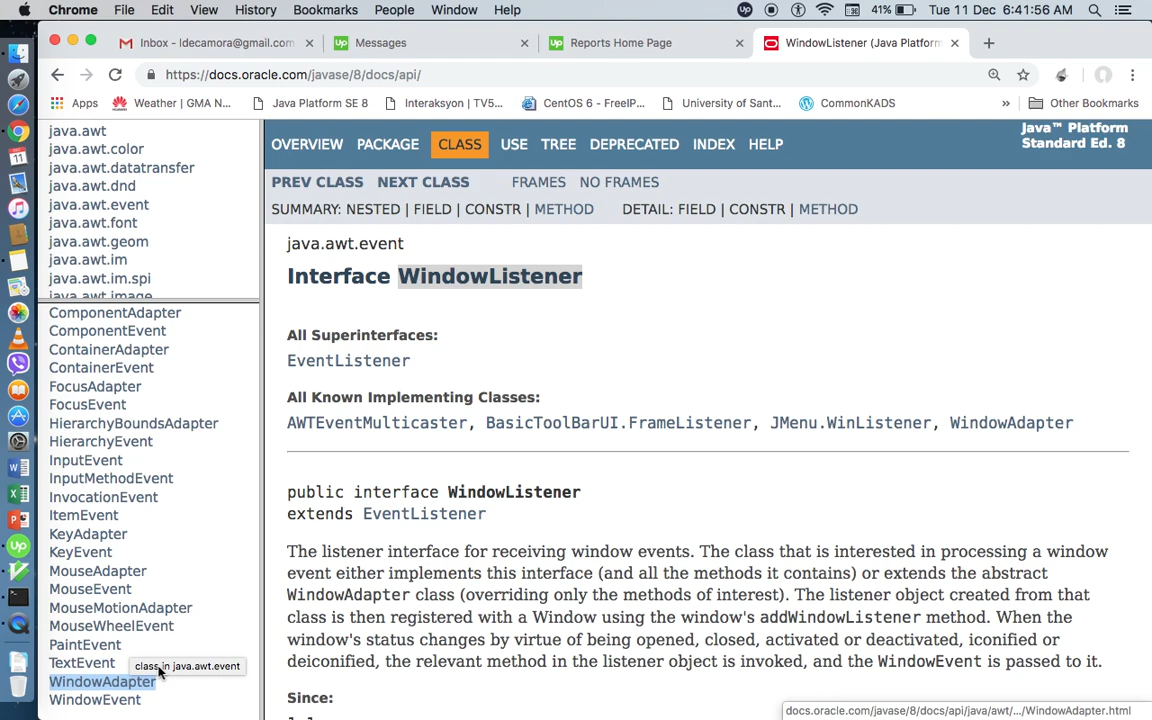 Chrome File Edit View History Bookmarks People Window Help 41% Tue 11 Dec 6:41:56 AM
Inbox - ldecamora@gmail.com Messages Reports Home Page WindowListener (Java Platform
https://docs.oracle.com/javase/8/docs/api/
Apps Weather | GMA N... Java Platform SE 8 Interaksyon | TV5... CentOS 6 - FreeIP... University of Sant... CommonKADS » Other Bookmarks
java.awt
java.awt.color
java.awt.datatransfer
java.awt.dnd
java.awt.event
java.awt.font
java.awt.geom
java.awt.im
java.awt.im.spi
java.awt.image
ComponentAdapter
ComponentEvent
ContainerAdapter
ContainerEvent
FocusAdapter
FocusEvent
HierarchyBoundsAdapter
HierarchyEvent
InputEvent
InputMethodEvent
InvocationEvent
ItemEvent
KeyAdapter
KeyEvent
MouseAdapter
MouseEvent
MouseMotionAdapter
MouseWheelEvent
PaintEvent
TextEvent
class in java.awt.event
WindowAdapter
WindowEvent
OVERVIEW PACKAGE CLASS USE TREE DEPRECATED INDEX HELP
Java™ Platform
Standard Ed. 8
PREV CLASS NEXT CLASS FRAMES NO FRAMES
SUMMARY: NESTED | FIELD | CONSTR | METHOD DETAIL: FIELD | CONSTR | METHOD
java.awt.event
Interface WindowListener
All Superinterfaces:
EventListener
All Known Implementing Classes:
AWTEventMulticaster, BasicToolBarUI.FrameListener, JMenu.WinListener, WindowAdapter
public interface WindowListener
extends EventListener
The listener interface for receiving window events. The class that is interested in processing a window
event either implements this interface (and all the methods it contains) or extends the abstract
WindowAdapter class (overriding only the methods of interest). The listener object created from that
class is then registered with a Window using the window's addWindowListener method. When the
window's status changes by virtue of being opened, closed, activated or deactivated, iconified or
deiconified, the relevant method in the listener object is invoked, and the WindowEvent is passed to it.
Since:
docs.oracle.com/javase/8/docs/api/java/awt/.../WindowAdapter.html